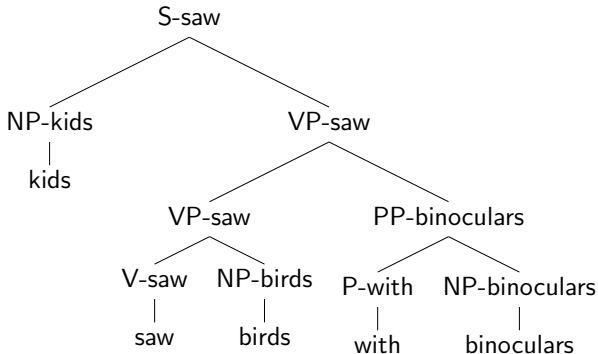 S-saw
NP-kids VP-saw
kids
VP-saw PP-binoculars
V-saw NP-birds P-with NP-binoculars
saw birds with binoculars